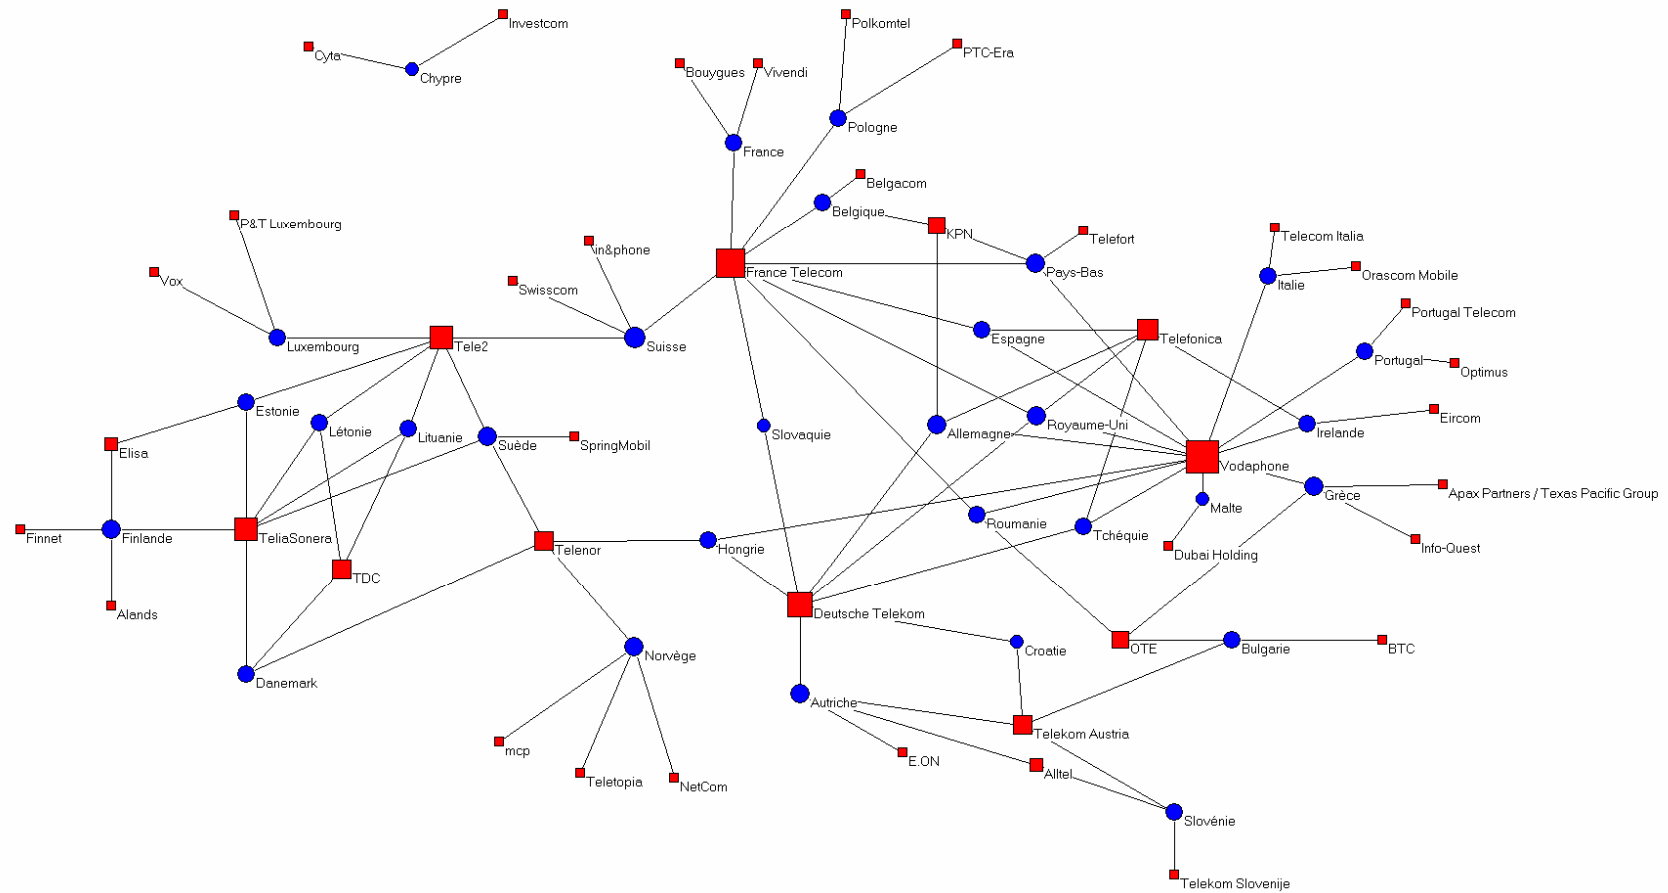 Investcom
Polkomtel
Cyta
PTC-Era
Chypre
Bouygues
Vivendi
Pologne
France
Belgacom
Belgique
P&T Luxembourg
KPN
Telefort
Telecom Italia
in&phone
France Telecom
Pays-Bas
Vox
Swisscom
Italie
Orascom Mobile
Portugal Telecom
Luxembourg
Tele2
Suisse
Espagne
Telefonica
Portugal
Optimus
Estonie
Létonie
Lituanie
Suède
SpringMobil
Slovaquie
Allemagne
Royaume-Uni
Irelande
Eircom
Elisa
Vodaphone
Grèce
Apax Partners / Texas Pacific Group
Malte
Finnet
Finlande
TeliaSonera
Telenor
Hongrie
Roumanie
Tchéquie
Dubai Holding
Info-Quest
TDC
Alands
Deutsche Telekom
Croatie
OTE
Bulgarie
BTC
Danemark
Norvège
Autriche
Telekom Austria
mcp
Teletopia
NetCom
E.ON
Alltel
Slovénie
Telekom Slovenije